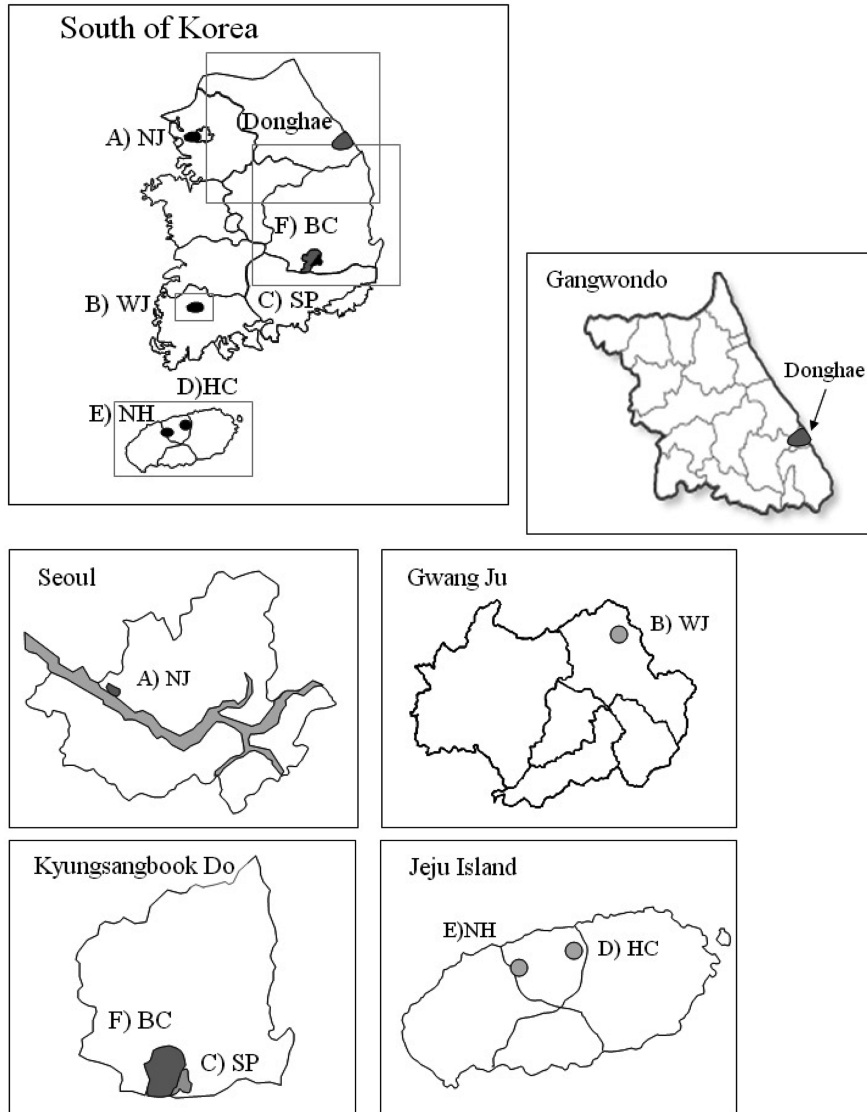 South of Korea
(Donghae
A) NJ
F) BC
B) WJ
C) SP
D)HC
E) NH
Gangwondo
Donghae
Seoul
A) NJ
Gwang Ju
B) WJ
Kyungsangbook Do
F) BC
C) SP
Jeju Island
E)NH
D) HC